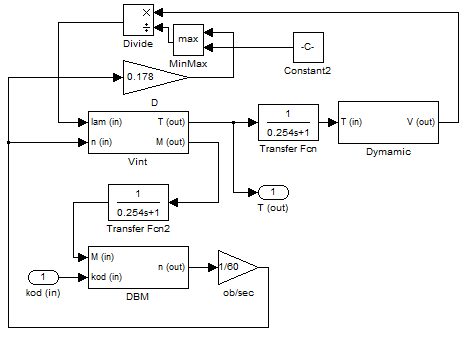 ×
÷
Divide
max
MinMax
-C-
Constant2
0.178
D
lam (in)
T (out)
n (in)
M (out)
Vint
1
0.254s+1
Transfer Fcn
T (in)
V (out)
Dymamic
1
T (out)
1
0.254s+1
Transfer Fcn2
M (in)
n (out)
kod (in)
DBM
1
kod (in)
1/60
ob/sec